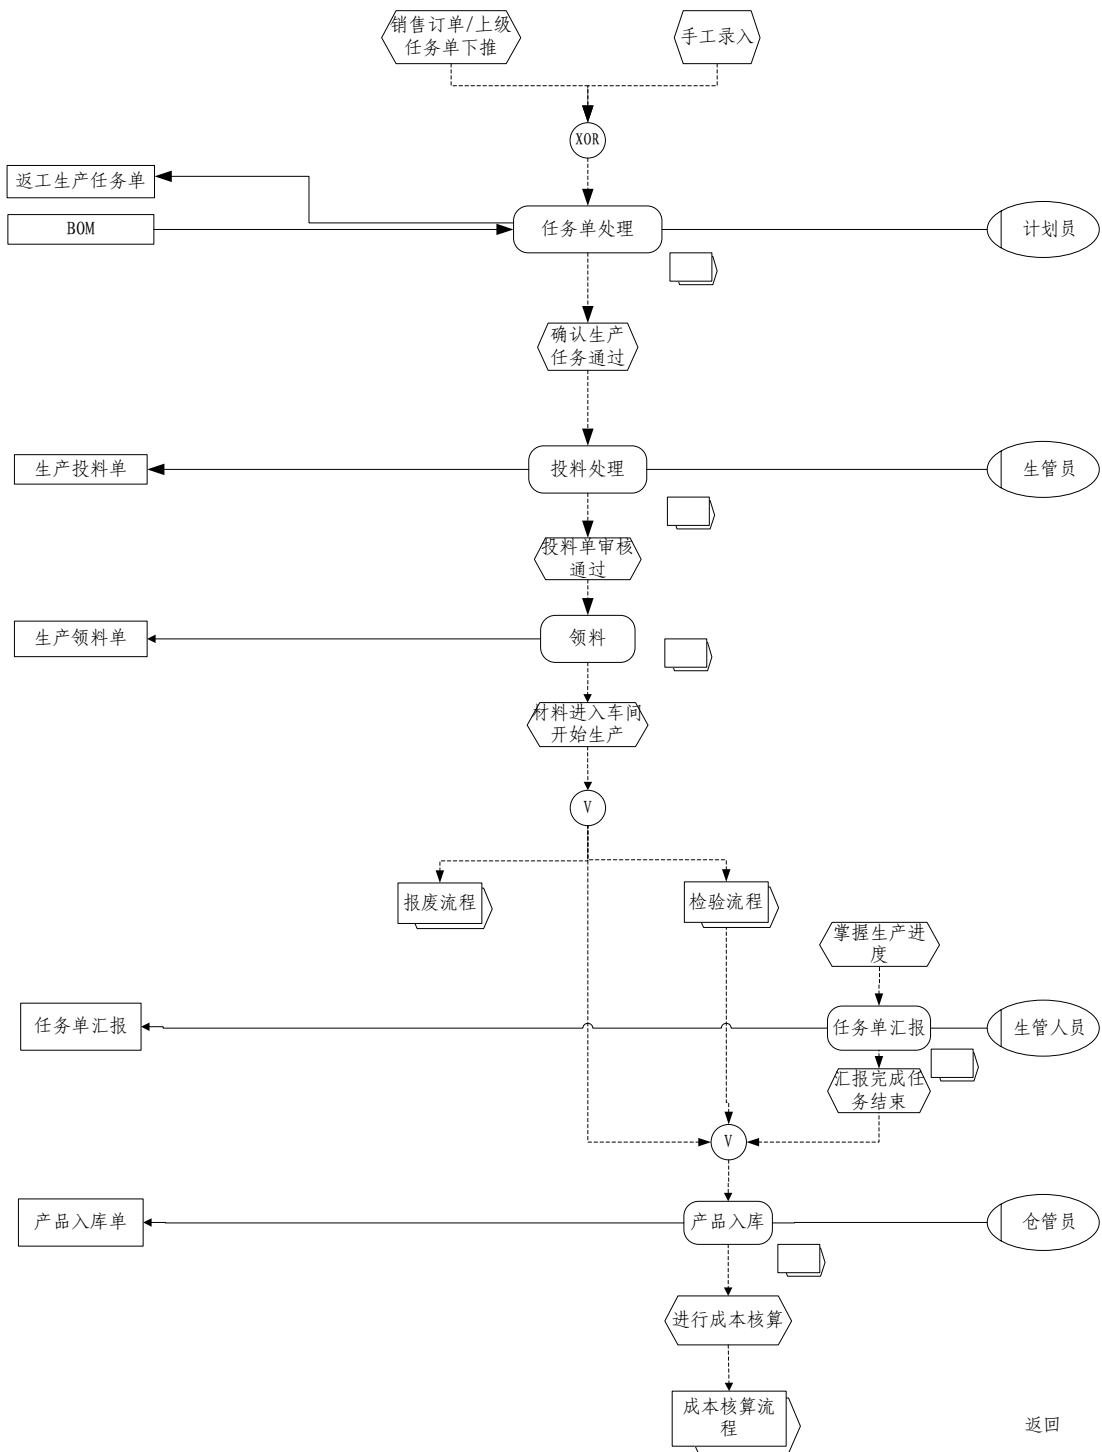 销售订单/上级
任务单下推
手工录入
XOR
返工生产任务单
BOM
任务单处理
计划员
确认生产
任务通过
生产投料单
投料处理
生管员
投料单审核
通过
生产领料单
领料
材料进入车间
开始生产
V
报废流程
检验流程
掌握生产进
度
任务单汇报
任务单汇报
生管人员
汇报完成任
务结束
V
产品入库单
产品入库
仓管员
进行成本核算
成本核算流
程
返回